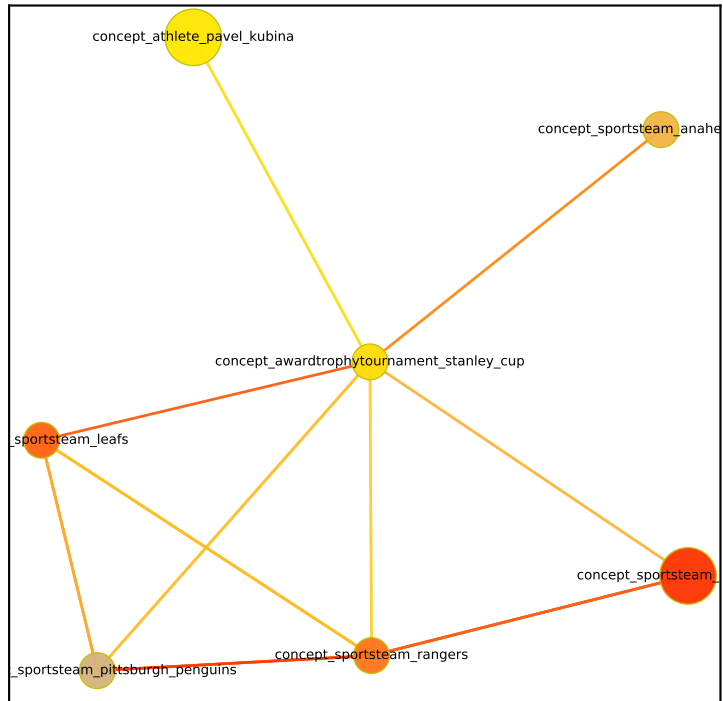 concept_athlete_pavel_kubina
concept_sportsteam_anahe
concept_awardtrophytournament_stanley_cup
_sportsteam_leafs
concept_sportsteam_
concept_sportsteam_rangers
_sportsteam_pittsburgh_penguins